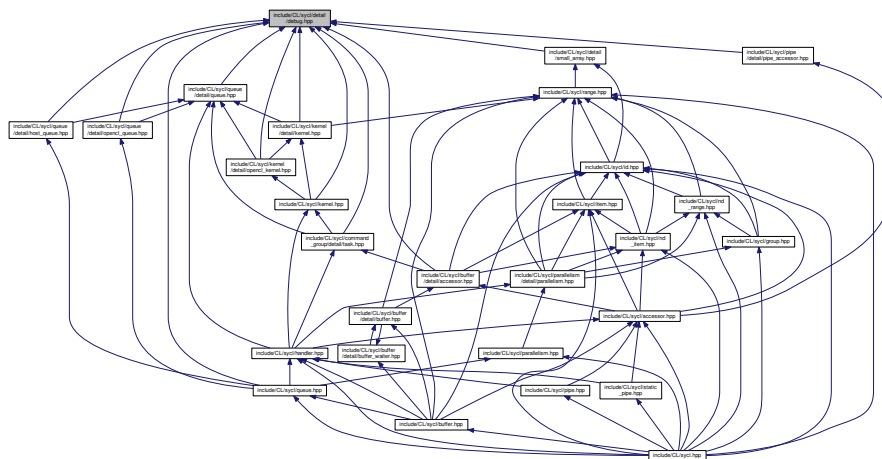 include/CL/sycl/detail
/debug.hpp
include/CL/sycl/detail
/small_array.hpp
include/CL/sycl/pipe
/detail/pipe_accessor.hpp
include/CL/sycl/queue
/detail/queue.hpp
include/CL/sycl/range.hpp
include/CL/sycl/queue
/detail/host_queue.hpp
include/CL/sycl/queue
/detail/opencl_queue.hpp
include/CL/sycl/kernel
/detail/kernel.hpp
include/CL/sycl/kernel
/detail/opencl_kernel.hpp
include/CL/sycl/id.hpp
include/CL/sycl/kernel.hpp
include/CL/sycl/item.hpp
include/CL/sycl/nd
_range.hpp
include/CL/sycl/command
_group/detail/task.hpp
include/CL/sycl/nd
_item.hpp
include/CL/sycl/group.hpp
include/CL/sycl/buffer
/detail/accessor.hpp
include/CL/sycl/parallelism
/detail/parallelism.hpp
include/CL/sycl/buffer
/detail/buffer.hpp
include/CL/sycl/accessor.hpp
include/CL/sycl/handler.hpp
include/CL/sycl/buffer
/detail/buffer_waiter.hpp
include/CL/sycl/parallelism.hpp
include/CL/sycl/queue.hpp
include/CL/sycl/pipe.hpp
include/CL/sycl/static
_pipe.hpp
include/CL/sycl/buffer.hpp
include/CL/sycl.hpp